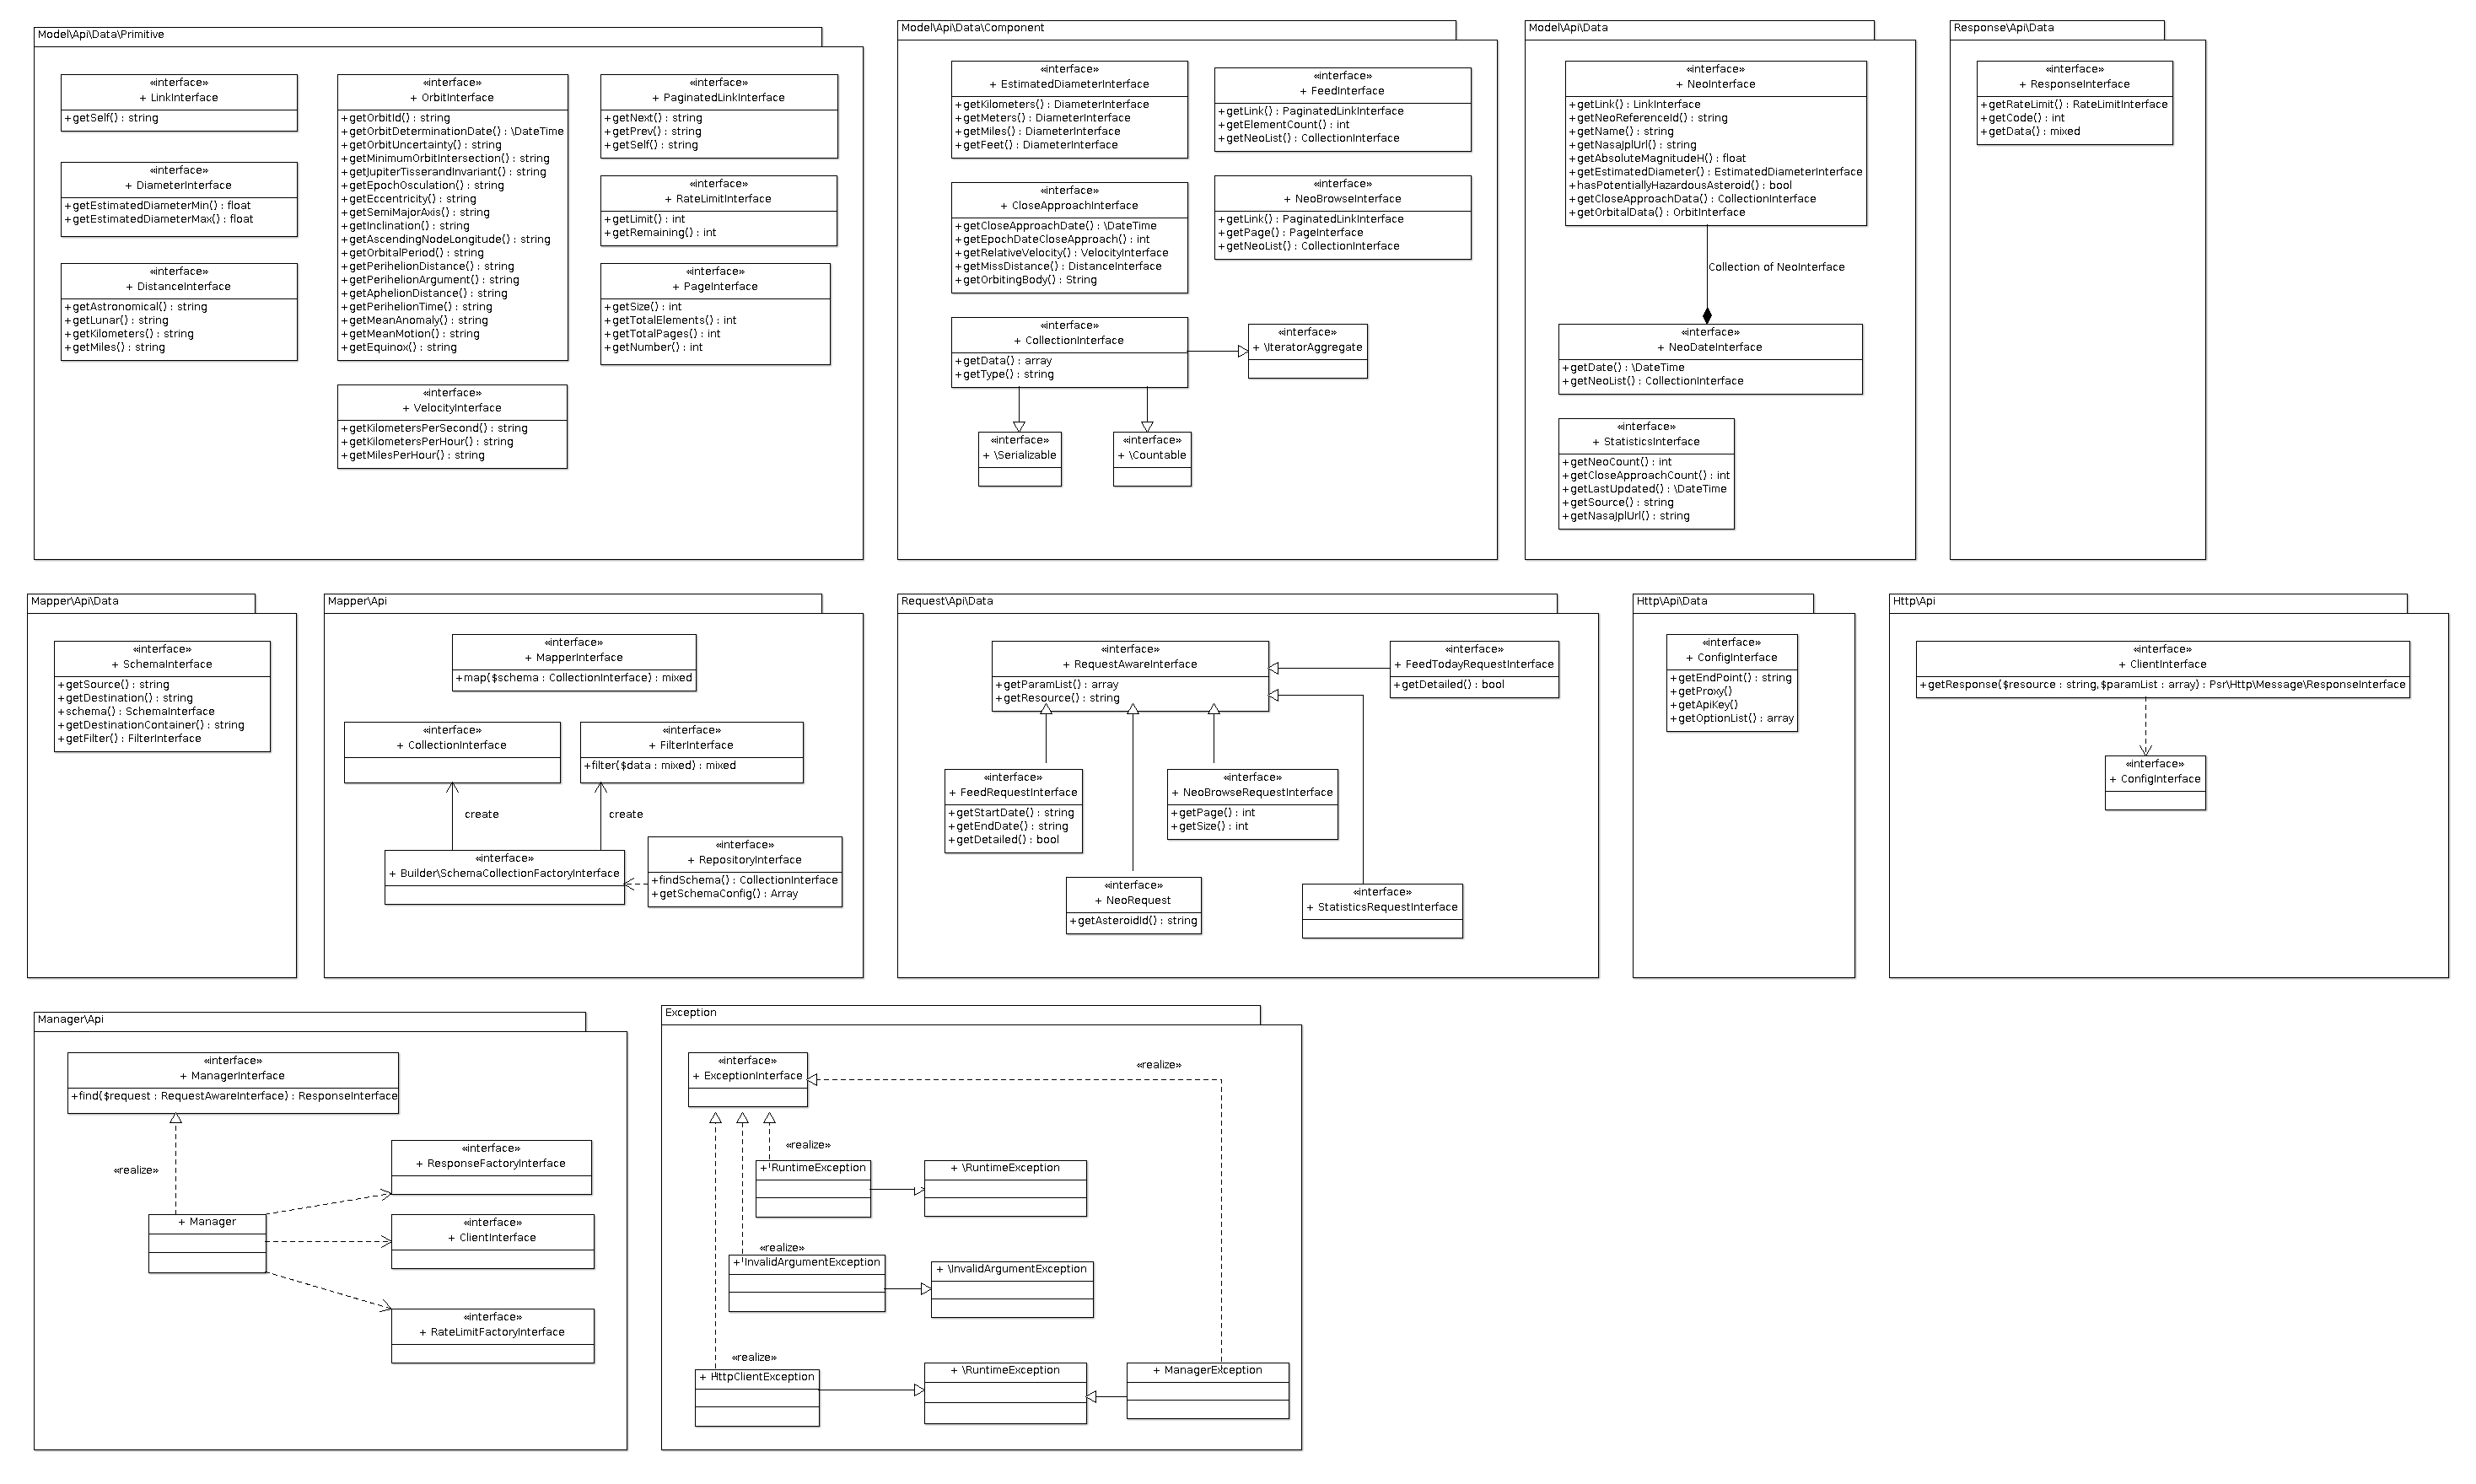 Model\Api\Data\Primitive
«interface»
+ LinkInterface
+getSelf() : string
«interface»
+ DiameterInterface
+getEstimatedDiameterMin() : float
+getEstimatedDiameterMax() : float
«interface»
+ DistanceInterface
+getAstronomical() : string
+getLunar() : string
+getKilometers() : string
+getMiles() : string
«interface»
+ OrbitInterface
+getOrbitId() : string
+getOrbitDeterminationDate() : \DateTime
+getOrbitUncertainty() : string
+getMinimumOrbitIntersection() : string
+getJupiterTisserandInvariant() : string
+getEpochOsculation() : string
+getEccentricity() : string
+getSemiMajorAxis() : string
+getInclination() : string
+getAscendingNodeLongitude() : string
+getOrbitalPeriod() : string
+getPerihelionDistance() : string
+getPerihelionArgument() : string
+getAphelionDistance() : string
+getPerihelionTime() : string
+getMeanAnomaly() : string
+getMeanMotion() : string
+getEquinox() : string
«interface»
+ VelocityInterface
+getKilometersPerSecond() : string
+getKilometersPerHour() : string
+getMilesPerHour() : string
«interface»
+ PaginatedLinkInterface
+getNext() : string
+getPrev() : string
+getSelf() : string
«interface»
+ RateLimitInterface
+getLimit() : int
+getRemaining() : int
«interface»
+ PageInterface
+getSize() : int
+getTotalElements() : int
+getTotalPages() : int
+getNumber() : int
Model\Api\Data\Component
«interface»
+ EstimatedDiameterInterface
+getKilometers() : DiameterInterface
+getMeters() : DiameterInterface
+getMiles() : DiameterInterface
+getFeet() : DiameterInterface
«interface»
+ FeedInterface
+getLink() : PaginatedLinkInterface
+getElementCount() : int
+getNeoList() : CollectionInterface
«interface»
+ CloseApproachInterface
+getCloseApproachDate() : \DateTime
+getEpochDateCloseApproach() : int
+getRelativeVelocity() : VelocityInterface
+getMissDistance() : DistanceInterface
+getOrbitingBody() : String
«interface»
+ NeoBrowseInterface
+getLink() : PaginatedLinkInterface
+getPage() : PageInterface
+getNeoList() : CollectionInterface
«interface»
+ CollectionInterface
+getData() : array
+getType() : string
«interface»
+ \IteratorAggregate
«interface»
+ \Serializable
«interface»
+ \Countable
Model\Api\Data
«interface»
+ NeoInterface
+getLink() : LinkInterface
+getNeoReferenceId() : string
+getName() : string
+getNasaJplUrl() : string
+getAbsoluteMagnitudeH() : float
+getEstimatedDiameter() : EstimatedDiameterInterface
+hasPotentiallyHazardousAsteroid() : bool
+getCloseApproachData() : CollectionInterface
+getOrbitalData() : OrbitInterface
Collection of NeoInterface
«interface»
+ NeoDateInterface
+getDate() : \DateTime
+getNeoList() : CollectionInterface
«interface»
+ StatisticsInterface
+getNeoCount() : int
+getCloseApproachCount() : int
+getLastUpdated() : \DateTime
+getSource() : string
+getNasaJplUrl() : string
Response\Api\Data
«interface»
+ ResponseInterface
+getRateLimit() : RateLimitInterface
+getCode() : int
+getData() : mixed
Mapper\Api\Data
«interface»
+ SchemaInterface
+getSource() : string
+getDestination() : string
+schema() : SchemaInterface
+getDestinationContainer() : string
+getFilter() : FilterInterface
Mapper\Api
«interface»
+ MapperInterface
+map($schema : CollectionInterface) : mixed
«interface»
+ CollectionInterface
«interface»
+ FilterInterface
+filter($data : mixed) : mixed
create
create
«interface»
+ Builder\SchemaCollectionFactoryInterface
«interface»
+ RepositoryInterface
+findSchema() : CollectionInterface
+getSchemaConfig() : Array
Request\Api\Data
«interface»
+ RequestAwareInterface
+getParamList() : array
+getResource() : string
«interface»
+ FeedTodayRequestInterface
+getDetailed() : bool
«interface»
+ FeedRequestInterface
+getStartDate() : string
+getEndDate() : string
+getDetailed() : bool
«interface»
+ NeoBrowseRequestInterface
+getPage() : int
+getSize() : int
«interface»
+ NeoRequest
+getAsteroidId() : string
«interface»
+ StatisticsRequestInterface
Http\Api\Data
«interface»
+ ConfigInterface
+getEndPoint() : string
+getProxy()
+getApiKey()
+getOptionList() : array
Http\Api
«interface»
+ ClientInterface
+getResponse($resource : string, $paramList : array) : Psr\Http\Message\ResponseInterface
«interface»
+ ConfigInterface
Manager\Api
«interface»
+ ManagerInterface
+find($request : RequestAwareInterface) : ResponseInterface
«realize»
+ Manager
«interface»
+ ResponseFactoryInterface
«interface»
+ ClientInterface
«interface»
+ RateLimitFactoryInterface
Exception
«interface»
+ ExceptionInterface
«realize»
«realize»
+ RuntimeException
+ \RuntimeException
«realize»
+ InvalidArgumentException
+ \InvalidArgumentException
«realize»
+ HttpClientException
+ \RuntimeException
+ ManagerException